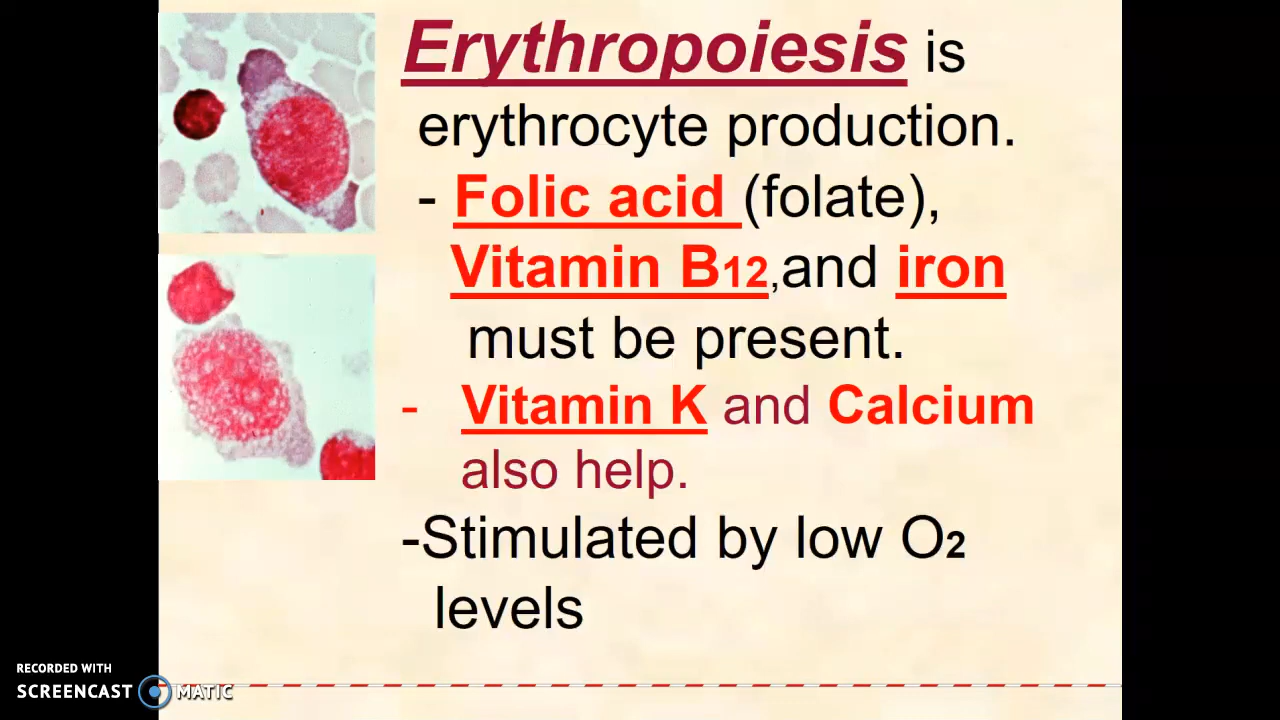 Erythropoiesis is
erythrocyte production.
- Folic acid (folate),
Vitamin B12,and iron
must be present.
- Vitamin K and Calcium
also help.
-Stimulated by low O2
levels
RECORDED WITH
SCREENCAST MATIC